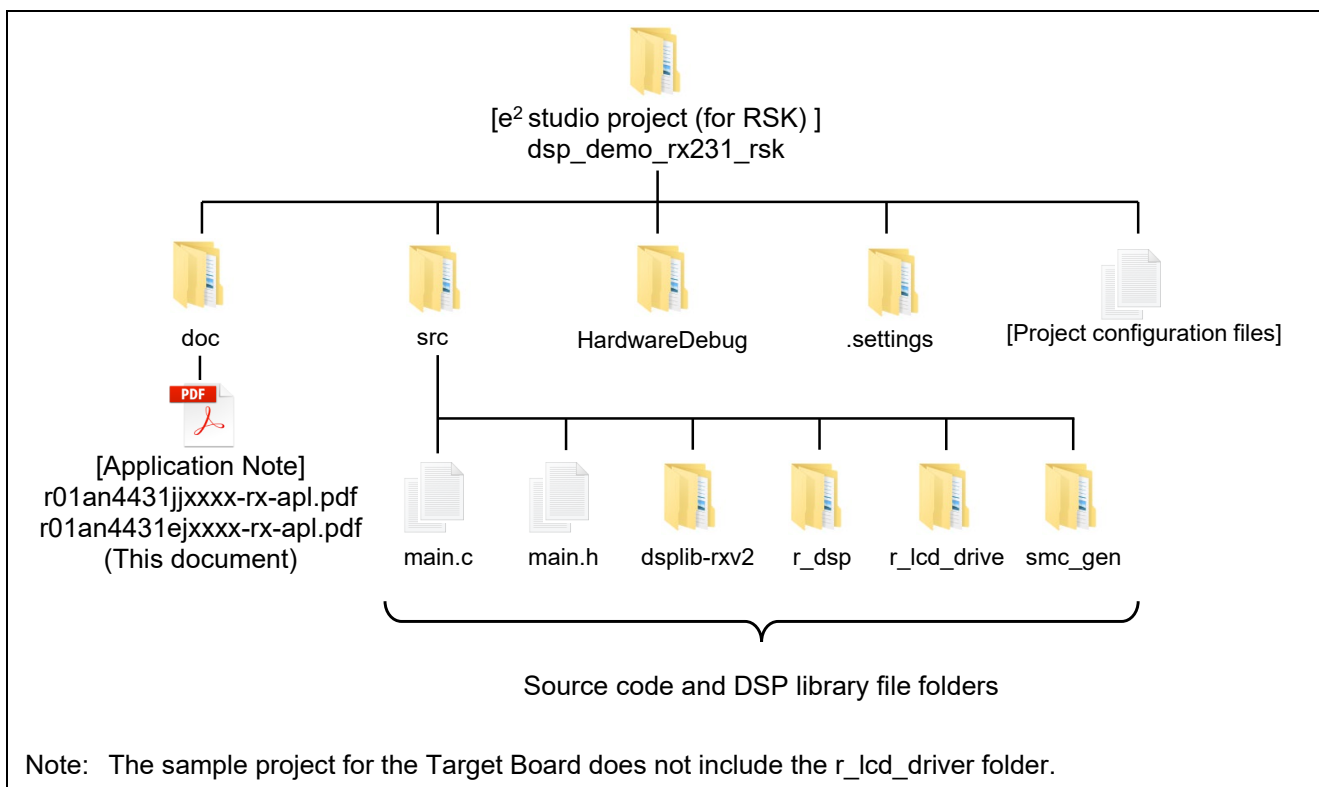 [e² studio project (for RSK) ]
dsp_demo_rx231_rsk
doc
src
HardwareDebug
.settings
[Project configuration files]
PDF
[Application Note]
r01an4431jjxxxx-rx-apl.pdf
r01an4431ejxxxx-rx-apl.pdf
(This document)
main.c
main.h
dsplib-rxv2
r_dsp
r_lcd_drive
smc_gen
Source code and DSP library file folders
Note: The sample project for the Target Board does not include the r_lcd_driver folder.